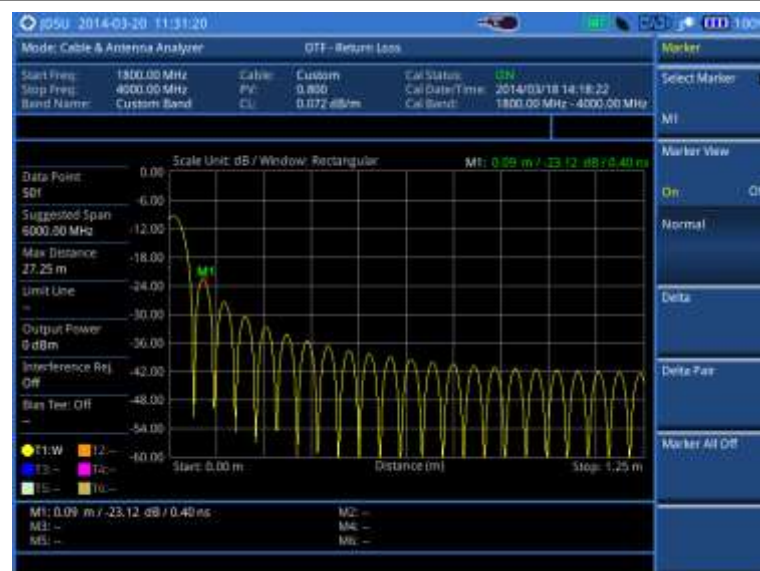 JDSU 2014-03-20 11:31:20
100%
Mode: Cable & Antenna Analyzer DTF - Return Loss
Marker
Start Freq: 1800.00 MHz Cable: Custom Cal Status: ON
Stop Freq: 4000.00 MHz PV: 0.800 Cal Date/Time: 2014/03/18 14:18:22
Band Name: Custom Band CL: 0.072 dB/m Cal Band: 1800.00 MHz - 4000.00 MHz
Select Marker
M1
Scale Unit: dB / Window: Rectangular M1: 0.09 m / -23.12 dB / 0.40 ns
Marker View
On
Data Point
501
Suggested Span
6000.00 MHz
Max Distance
27.25 m
Limit Line
--
Output Power
0 dBm
Interference Rej.
Off
Bias Tee: Off
--
0.00
-6.00
-12.00
-18.00
-24.00
-30.00
-36.00
-42.00
-48.00
-54.00
-60.00
M1
Start: 0.00 m Distance (m) Stop: 1.25 m
Normal
Delta
Delta Pair
Marker All Off
T1:W T2:--
T3:-- T4:--
T5:-- T6:--
M1: 0.09 m / -23.12 dB / 0.40 ns M2: --
M3: -- M4: --
M5: -- M6: --